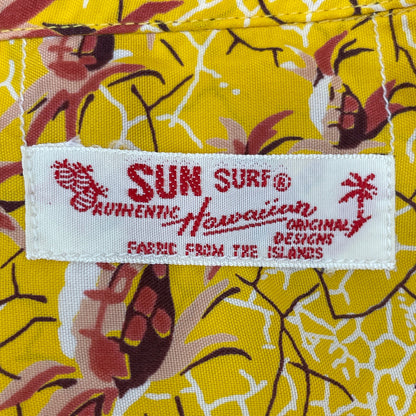 SUN SURF®
AUTHENTIC Hawaiian ORIGINAL
DESIGNS
FABRIC FROM THE ISLANDS